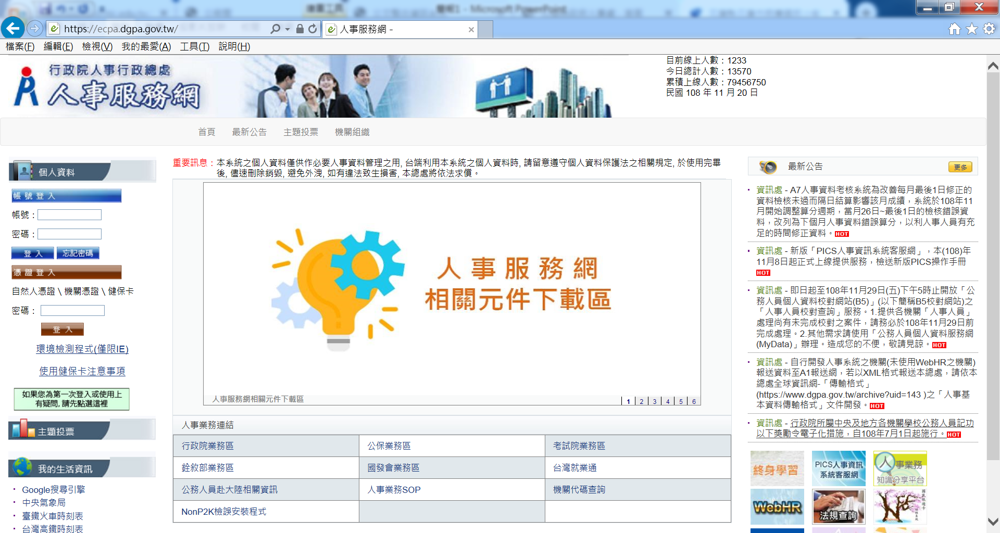 https://ecpa.dgpa.gov.tw/
人事服務網 -
檔案(F) 編輯(E) 檢視(V) 我的最愛(A) 工具(T) 說明(H)
行政院人事行政總處
人事服務網
目前線上人數：1233
今日總計人數：13570
累積上線人數：79456750
民國 108 年 11 月 20 日
首頁 最新公告 主題投票 機關組織
個人資料
帳 號 登 入
帳號：
密碼：
登 入 忘記密碼
憑 證 登 入
自然人憑證 \ 機關憑證 \ 健保卡
密碼：
登 入
環境檢測程式(僅限IE)
使用健保卡注意事項
如果您為第一次登入或使用上
有疑問, 請先點選這裡
主題投票
我的生活資訊
Google搜尋引擎
中央氣象局
臺鐵火車時刻表
台灣高鐵時刻表
重要訊息：本系統之個人資料僅供作必要人事資料管理之用, 台端利用本系統之個人資料時, 請留意遵守個人資料保護法之相關規定, 於使用完畢
後, 儘速刪除銷毀, 避免外洩, 如有違法致生損害, 本總處將依法求償。
人事服務網
相關元件下載區
人事服務網相關元件下載區
1 2 3 4 5 6
人事業務連結
行政院業務區 公保業務區 考試院業務區
銓敘部業務區 國發會業務區 台灣就業通
公務人員赴大陸相關資訊 人事業務SOP 機關代碼查詢
NonP2K檢誤安裝程式
最新公告 更多
資訊處 - A7人事資料考核系統為改善每月最後1日修正的
資料檢核未過而隔日結算影響該月成績，系統於108年11
月開始調整算分週期，當月26日~最後1日的檢核錯誤資
料，改列為下個月人事資料錯誤算分，以利人事人員有充
足的時間修正資料。HOT
資訊處 - 新版「PICS人事資訊系統客服網」，本(108)年
11月8日起正式上線提供服務，檢送新版PICS操作手冊
HOT
資訊處 - 即日起至108年11月29日(五)下午5時止開放「公
務人員個人資料校對網站(B5)」(以下簡稱B5校對網站)之
「人事人員校對查詢」服務。1.提供各機關「人事人員」
處理尚有未完成校對之案件，請務必於108年11月29日前
完成處理。2.其他需求請使用「公務人員個人資料服務網
(MyData)」辦理。造成您的不便，敬請見諒。HOT
資訊處 - 自行開發人事系統之機關(未使用WebHR之機關)
報送資料至A1報送網，若以XML格式報送本總處，請依本
總處全球資訊網-「傳輸格式」
(https://www.dgpa.gov.tw/archive?uid=143 )之「人事基
本資料傳輸格式」文件開發。HOT
資訊處 - 行政院所屬中央及地方各機關學校公務人員記功
以下獎勵令電子化措施，自108年7月1日起施行。HOT
終身學習
PICS人事資訊
系統客服網
人事業務
知識分享平台
WebHR
法規查詢